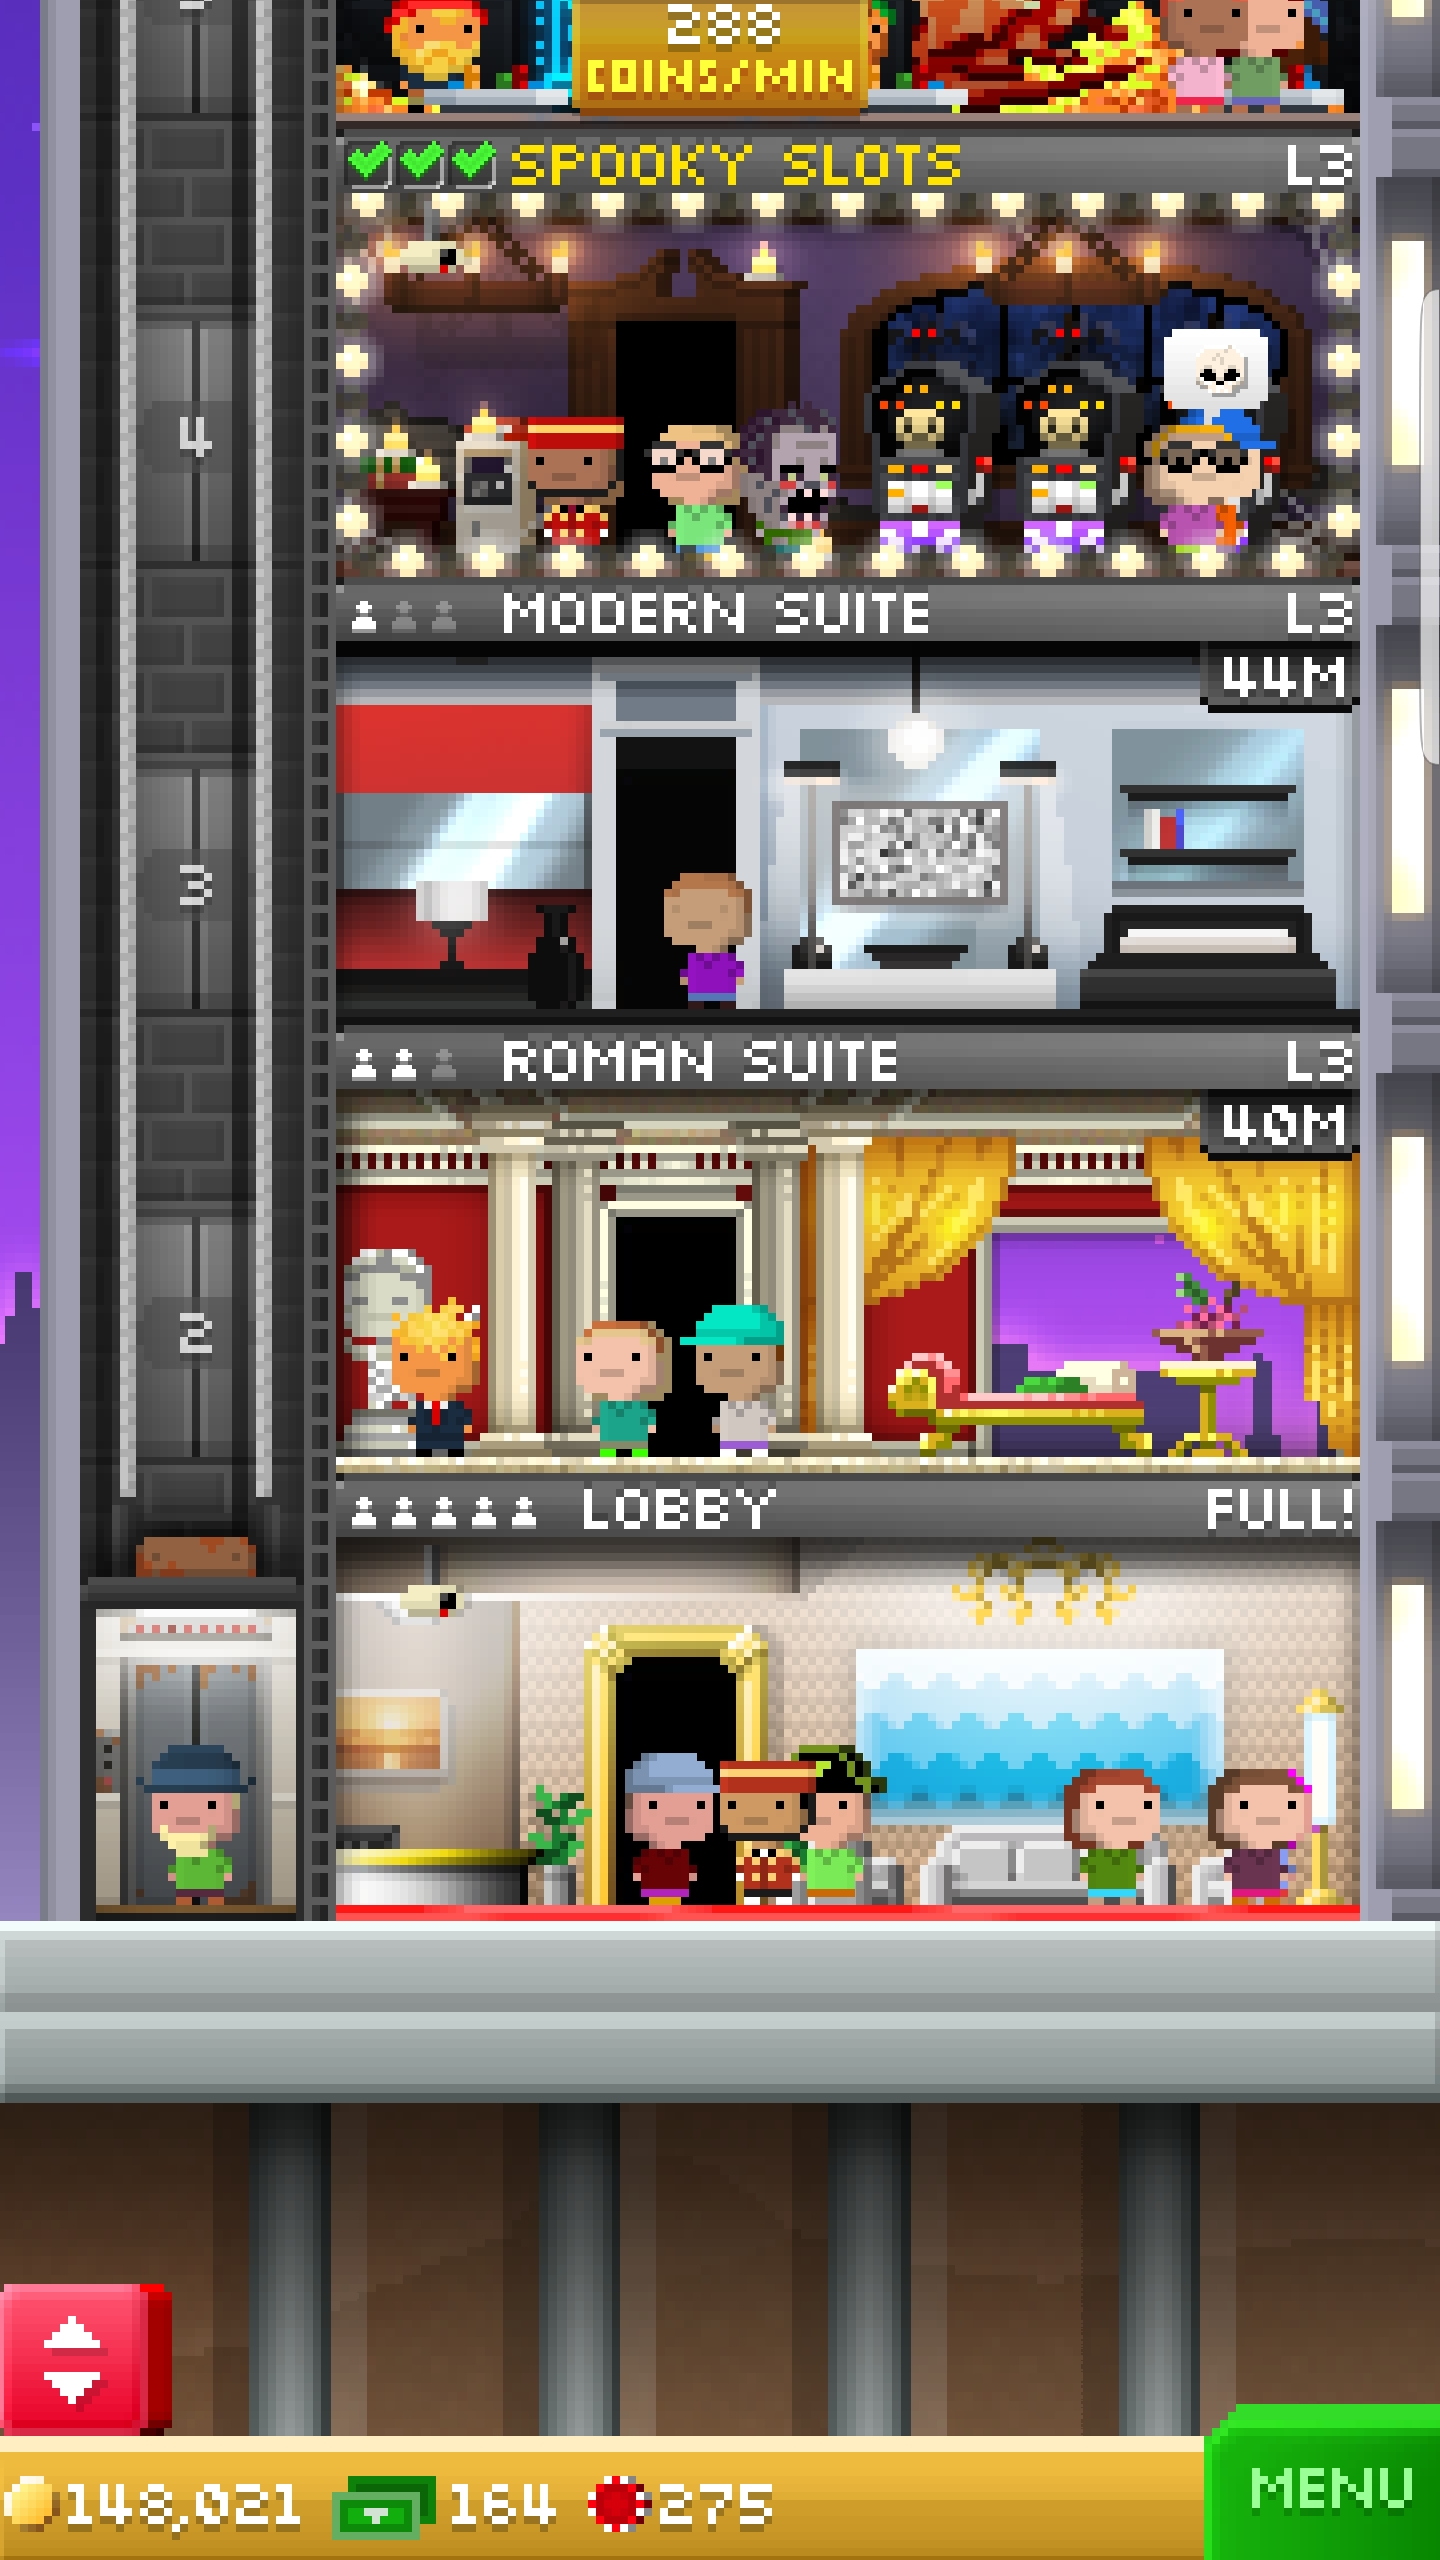 288
COINS/MIN
SPOOKY SLOTS L3
4
MODERN SUITE L3
44M
3
ROMAN SUITE L3
40M
2
LOBBY FULL!
148,021 164 275
MENU